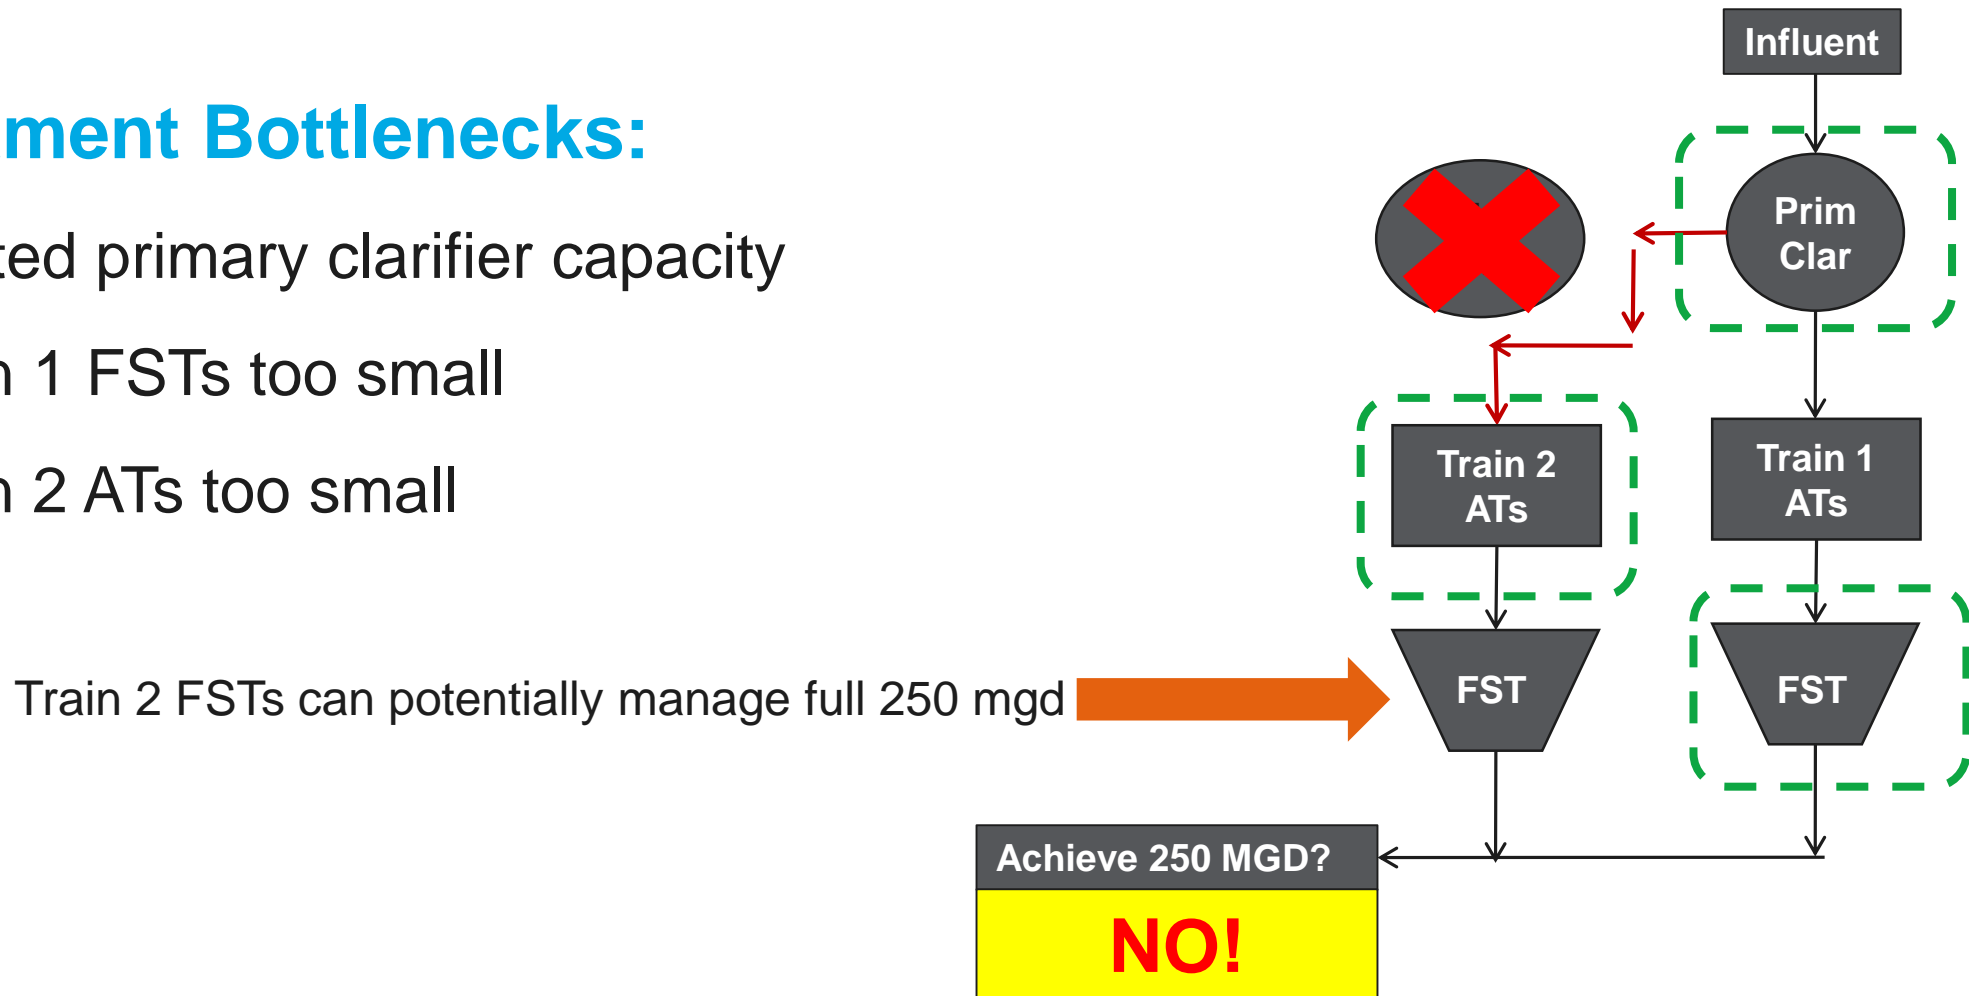 ment Bottlenecks:
ted primary clarifier capacity
n 1 FSTs too small
n 2 ATs too small
Train 2 FSTs can potentially manage full 250 mgd
Influent
Prim
Clar
Train 2
ATs
Train 1
ATs
FST
FST
Achieve 250 MGD?
NO!